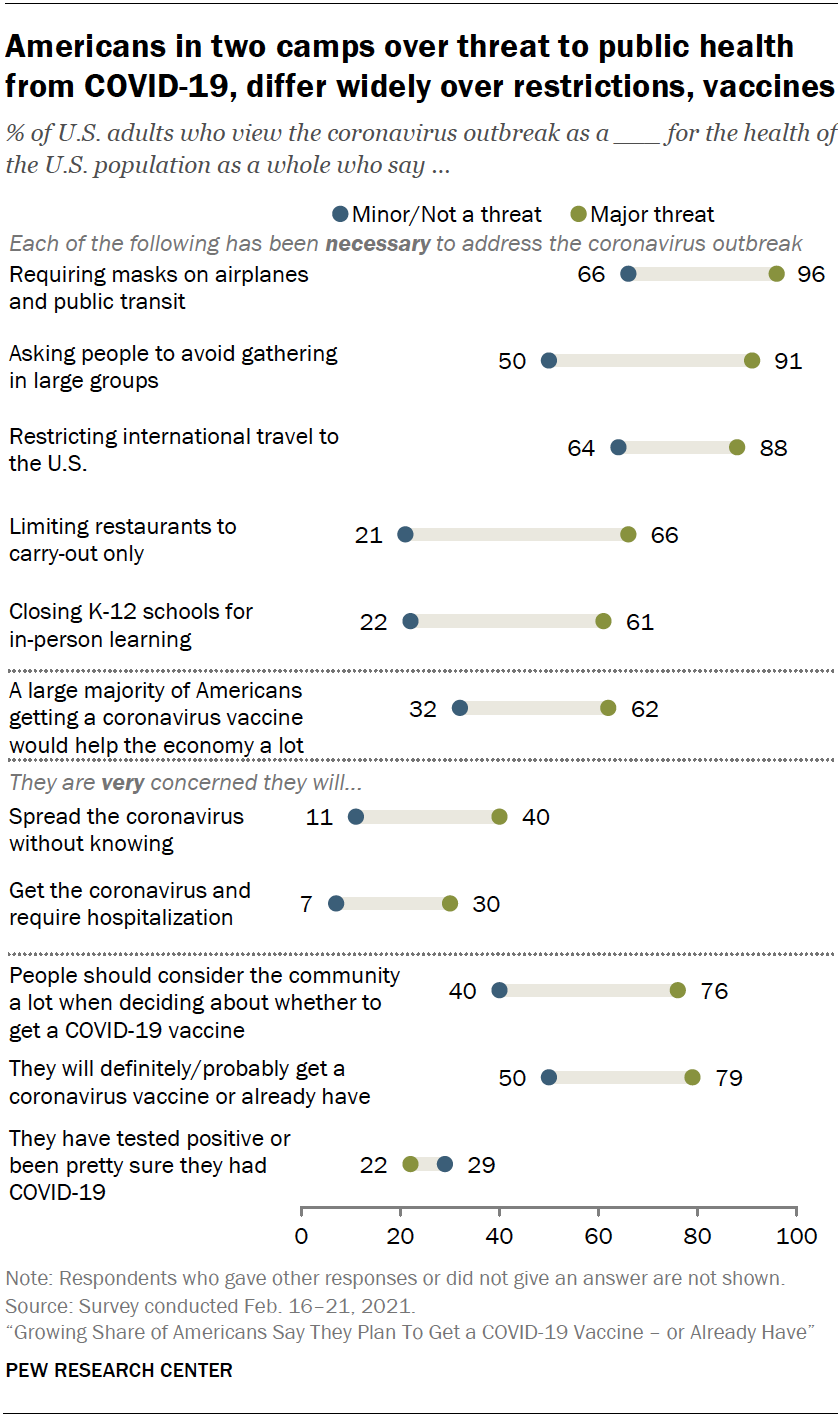 Americans in two camps over threat to public health
from COVID-19, differ widely over restrictions, vaccines
% of U.S. adults who view the coronavirus outbreak as a ____ for the health of
the U.S. population as a whole who say …
Minor/Not a threat Major threat
Each of the following has been necessary to address the coronavirus outbreak
Requiring masks on airplanes
and public transit
66 96
Asking people to avoid gathering
in large groups
50 91
Restricting international travel to
the U.S.
64 88
Limiting restaurants to
carry-out only
21 66
Closing K-12 schools for
in-person learning
22 61
A large majority of Americans
getting a coronavirus vaccine
would help the economy a lot
32 62
They are very concerned they will...
Spread the coronavirus
without knowing
11 40
Get the coronavirus and
require hospitalization
7 30
People should consider the community
a lot when deciding about whether to
get a COVID-19 vaccine
40 76
They will definitely/probably get a
coronavirus vaccine or already have
50 79
They have tested positive or
been pretty sure they had
COVID-19
22 29
0 20 40 60 80 100
Note: Respondents who gave other responses or did not give an answer are not shown.
Source: Survey conducted Feb. 16–21, 2021.
“Growing Share of Americans Say They Plan To Get a COVID-19 Vaccine – or Already Have”
PEW RESEARCH CENTER